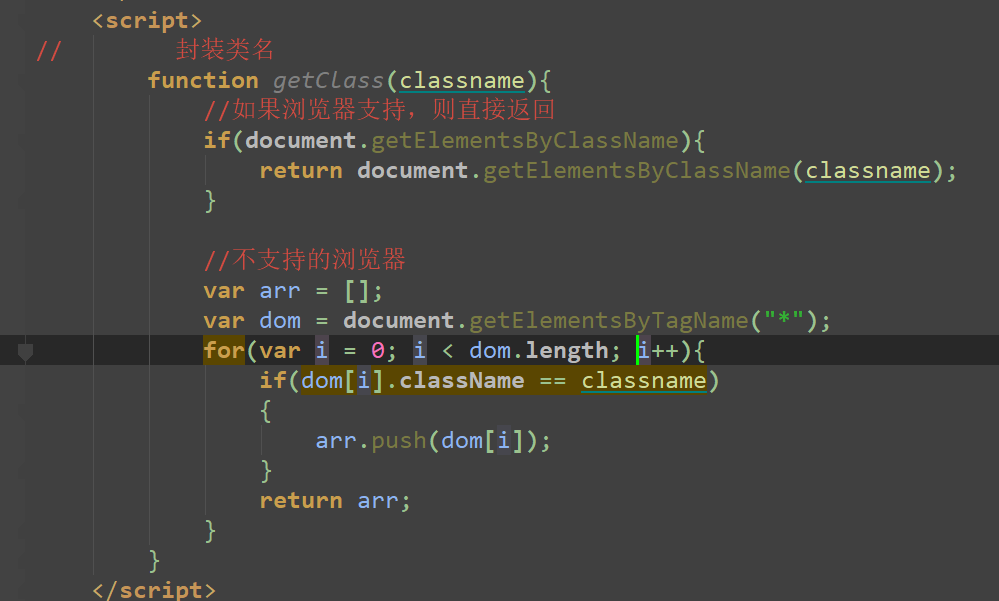 <script>
// 封装类名
function getClass(classname){
//如果浏览器支持，则直接返回
if(document.getElementsByClassName){
return document.getElementsByClassName(classname);
}
//不支持的浏览器
var arr = [];
var dom = document.getElementsByTagName("*");
for(var i = 0; i < dom.length; i++){
if(dom[i].className == classname)
{
arr.push(dom[i]);
}
return arr;
}
}
</script>